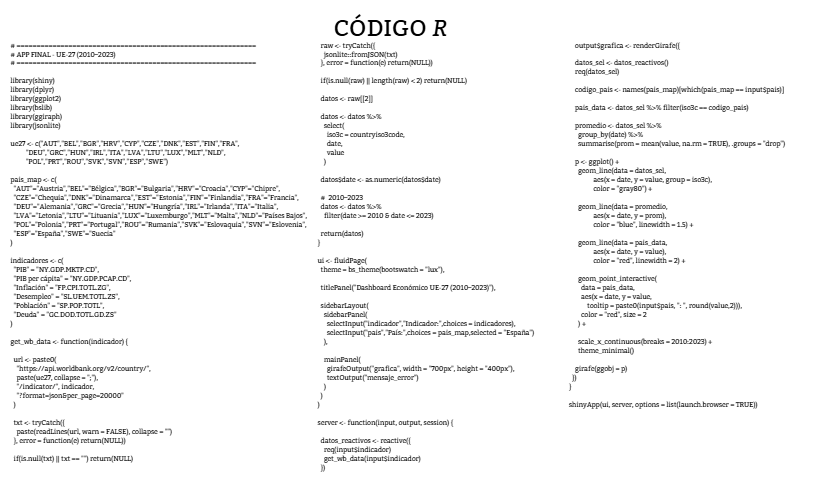 CÓDIGO R
# ============================================================
# APP FINAL - UE-27 (2010–2023)
# ============================================================
library(shiny)
library(dplyr)
library(ggplot2)
library(bslib)
library(ggiraph)
library(jsonlite)
ue27 <- c("AUT","BEL","BGR","HRV","CYP","CZE","DNK","EST","FIN","FRA",
"DEU","GRC","HUN","IRL","ITA","LVA","LTU","LUX","MLT","NLD",
"POL","PRT","ROU","SVK","SVN","ESP","SWE")
pais_map <- c(
"AUT"="Austria","BEL"="Bélgica","BGR"="Bulgaria","HRV"="Croacia","CYP"="Chipre",
"CZE"="Chequia","DNK"="Dinamarca","EST"="Estonia","FIN"="Finlandia","FRA"="Francia",
"DEU"="Alemania","GRC"="Grecia","HUN"="Hungría","IRL"="Irlanda","ITA"="Italia",
"LVA"="Letonia","LTU"="Lituania","LUX"="Luxemburgo","MLT"="Malta","NLD"="Países Bajos",
"POL"="Polonia","PRT"="Portugal","ROU"="Rumania","SVK"="Eslovaquia","SVN"="Eslovenia",
"ESP"="España","SWE"="Suecia"
)
indicadores <- c(
"PIB" = "NY.GDP.MKTP.CD",
"PIB per cápita" = "NY.GDP.PCAP.CD",
"Inflación" = "FP.CPI.TOTL.ZG",
"Desempleo" = "SL.UEM.TOTL.ZS",
"Población" = "SP.POP.TOTL",
"Deuda" = "GC.DOD.TOTL.GD.ZS"
)
get_wb_data <- function(indicador) {
url <- paste0(
"https://api.worldbank.org/v2/country/",
paste(ue27, collapse = ";"),
"/indicator/", indicador,
"?format=json&per_page=20000"
)
txt <- tryCatch({
paste(readLines(url, warn = FALSE), collapse = "")
}, error = function(e) return(NULL))
if(is.null(txt) || txt == "") return(NULL)
raw <- tryCatch({
jsonlite::fromJSON(txt)
}, error = function(e) return(NULL))
if(is.null(raw) || length(raw) < 2) return(NULL)
datos <- raw[[2]]
datos <- datos %>%
select(
iso3c = countryiso3code,
date,
value
)
datos$date <- as.numeric(datos$date)
# 2010–2023
datos <- datos %>%
filter(date >= 2010 & date <= 2023)
return(datos)
}
ui <- fluidPage(
theme = bs_theme(bootswatch = "lux"),
titlePanel("Dashboard Económico UE-27 (2010–2023)"),
sidebarLayout(
sidebarPanel(
selectInput("indicador","Indicador:",choices = indicadores),
selectInput("pais","País:",choices = pais_map,selected = "España")
),
mainPanel(
girafeOutput("grafica", width = "700px", height = "400px"),
textOutput("mensaje_error")
)
)
)
server <- function(input, output, session) {
datos_reactivos <- reactive({
req(input$indicador)
get_wb_data(input$indicador)
})
output$grafica <- renderGirafe({
datos_sel <- datos_reactivos()
req(datos_sel)
codigo_pais <- names(pais_map)[which(pais_map == input$pais)]
pais_data <- datos_sel %>% filter(iso3c == codigo_pais)
promedio <- datos_sel %>%
group_by(date) %>%
summarise(prom = mean(value, na.rm = TRUE), .groups = "drop")
p <- ggplot() +
geom_line(data = datos_sel,
aes(x = date, y = value, group = iso3c),
color = "gray80") +
geom_line(data = promedio,
aes(x = date, y = prom),
color = "blue", linewidth = 1.5) +
geom_line(data = pais_data,
aes(x = date, y = value),
color = "red", linewidth = 2) +
geom_point_interactive(
data = pais_data,
aes(x = date, y = value,
tooltip = paste0(input$pais, ": ", round(value,2))),
color = "red", size = 2
) +
scale_x_continuous(breaks = 2010:2023) +
theme_minimal()
girafe(ggobj = p)
})
}
shinyApp(ui, server, options = list(launch.browser = TRUE))